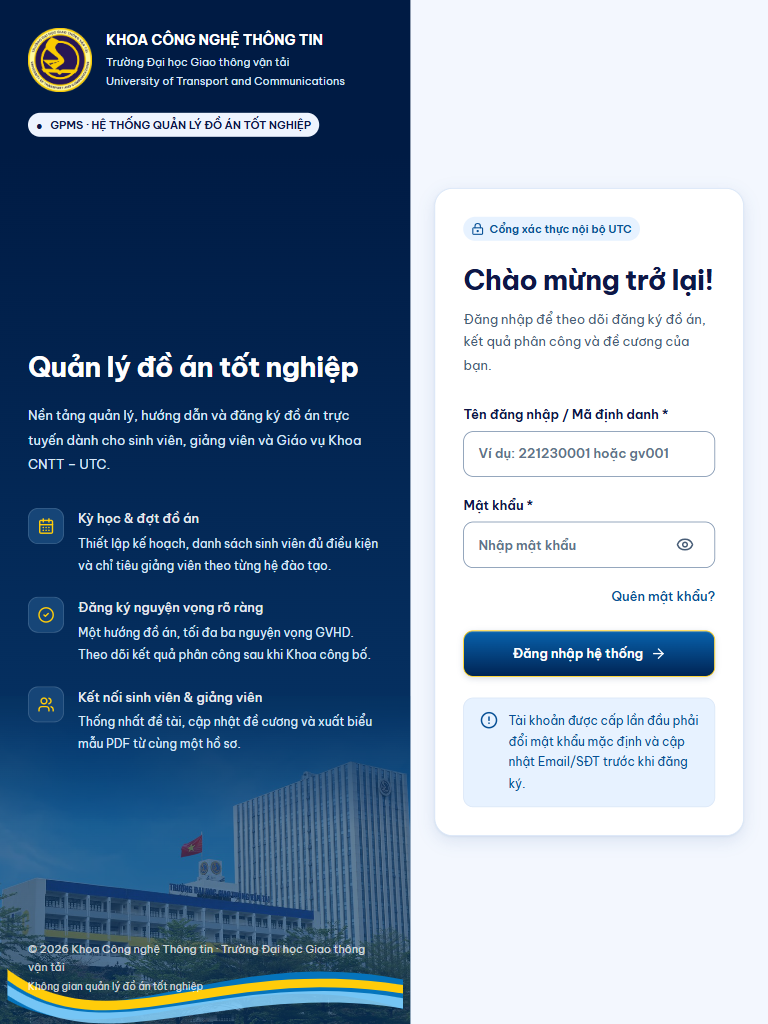 KHOA CÔNG NGHỆ THÔNG TIN
Trường Đại học Giao thông vận tải
University of Transport and Communications
GPMS · HỆ THỐNG QUẢN LÝ ĐỒ ÁN TỐT NGHIỆP
Quản lý đồ án tốt nghiệp
Nền tảng quản lý, hướng dẫn và đăng ký đồ án trực
tuyến dành cho sinh viên, giảng viên và Giáo vụ Khoa
CNTT – UTC.
Kỳ học & đợt đồ án
Thiết lập kế hoạch, danh sách sinh viên đủ điều kiện
và chỉ tiêu giảng viên theo từng hệ đào tạo.
Đăng ký nguyện vọng rõ ràng
Một hướng đồ án, tối đa ba nguyện vọng GVHD.
Theo dõi kết quả phân công sau khi Khoa công bố.
Kết nối sinh viên & giảng viên
Thống nhất đề tài, cập nhật đề cương và xuất biểu
mẫu PDF từ cùng một hồ sơ.
TRƯỜNG ĐẠI HỌC GIAO THÔNG VẬN TẢI
© 2026 Khoa Công nghệ Thông tin · Trường Đại học Giao thông
vận tải
Không gian quản lý đồ án tốt nghiệp
Cổng xác thực nội bộ UTC
Chào mừng trở lại!
Đăng nhập để theo dõi đăng ký đồ án,
kết quả phân công và đề cương của
bạn.
Tên đăng nhập / Mã định danh *
Ví dụ: 221230001 hoặc gv001
Mật khẩu *
Nhập mật khẩu
Quên mật khẩu?
Đăng nhập hệ thống
Tài khoản được cấp lần đầu phải
đổi mật khẩu mặc định và cập
nhật Email/SĐT trước khi đăng
ký.